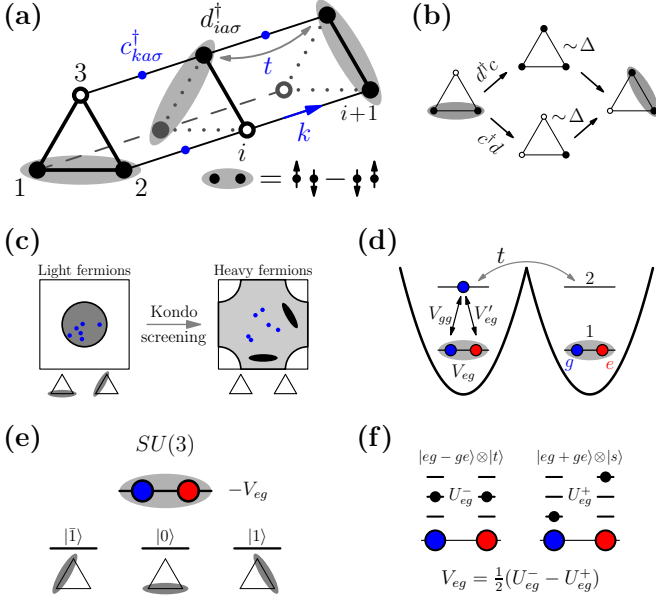 (a)
c†kaσ
d†iaσ
t
3
k
i
i+1
1
2
= −
(b)
d†c
∼Δ
c†d
∼Δ
(c)
Light fermions
Heavy fermions
Kondo
screening
(d)
t
2
Vgg
V′eg
1
Veg
g
e
(e)
SU(3)
−Veg
|1̄⟩
|0⟩
|1⟩
(f)
|eg − ge⟩⊗|t⟩
|eg + ge⟩⊗|s⟩
U−eg
U+eg
Veg = ½(U−eg − U+eg)